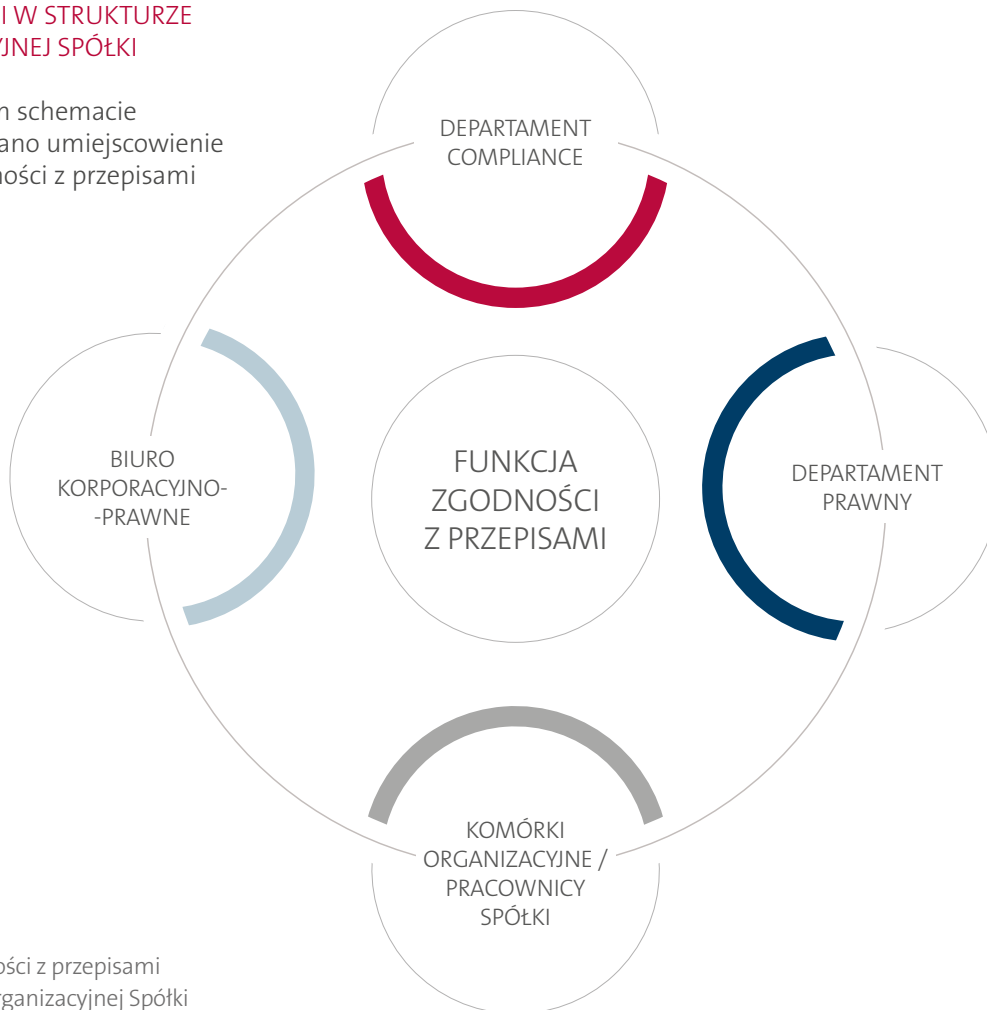 I W STRUKTURZE
YJNEJ SPÓŁKI
schemacie
ano umiejscowienie
ności z przepisami
DEPARTAMENT
COMPLIANCE
BIURO
KORPORACYJNO-
-PRAWNE
FUNKCJA
ZGODNOŚCI
Z PRZEPISAMI
DEPARTAMENT
PRAWNY
KOMÓRKI
ORGANIZACYJNE /
PRACOWNICY
SPÓŁKI
ości z przepisami
rganizacyjnej Spółki